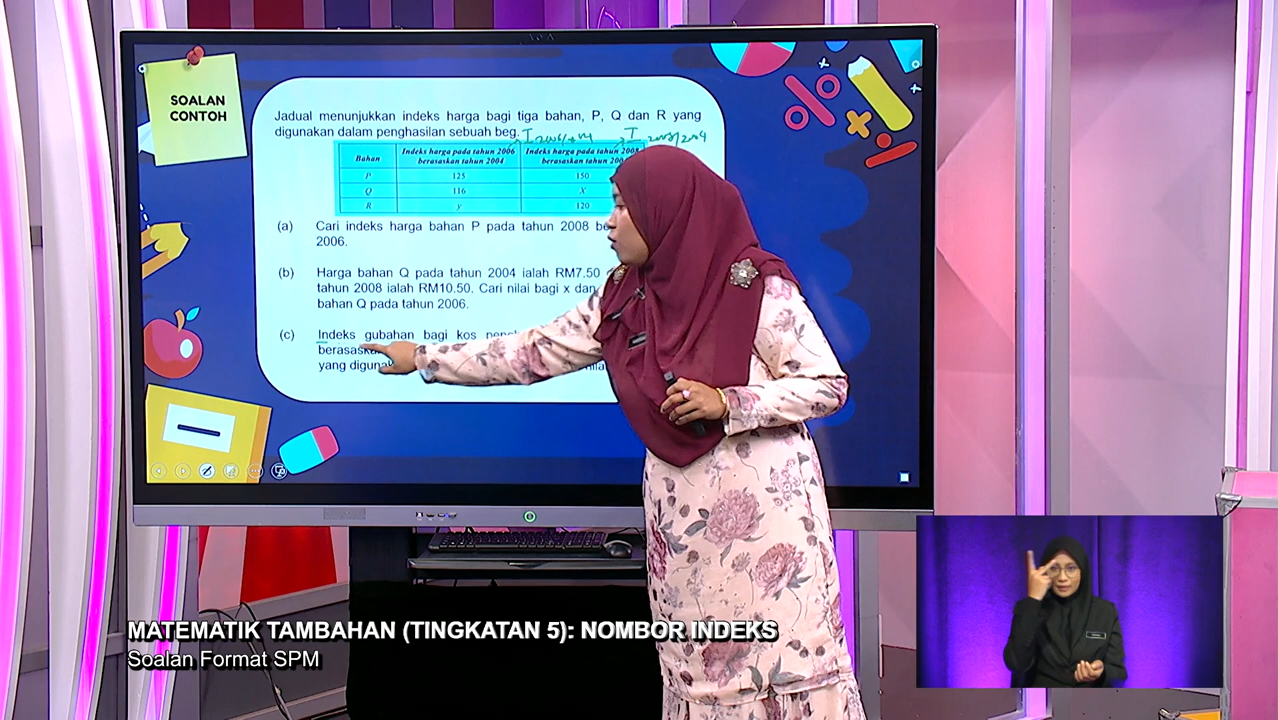 SOALAN
CONTOH
Jadual menunjukkan indeks harga bagi tiga bahan, P, Q dan R yang
digunakan dalam penghasilan sebuah beg.
Bahan
Indeks harga pada tahun 2006
berasaskan tahun 2004
Indeks harga pada tahun 2008
berasaskan tahun
P 125 150
Q 116 X
R y 120
(a) Cari indeks harga bahan P pada tahun 2008
2006.
(b) Harga bahan Q pada tahun 2004 ialah RM7.50
tahun 2008 ialah RM10.50. Cari nilai bagi x dan
bahan Q pada tahun 2006.
(c) Indeks gubahan bagi kos
yang
MATEMATIK TAMBAHAN (TINGKATAN 5): NOMBOR INDEKS
Soalan Format SPM